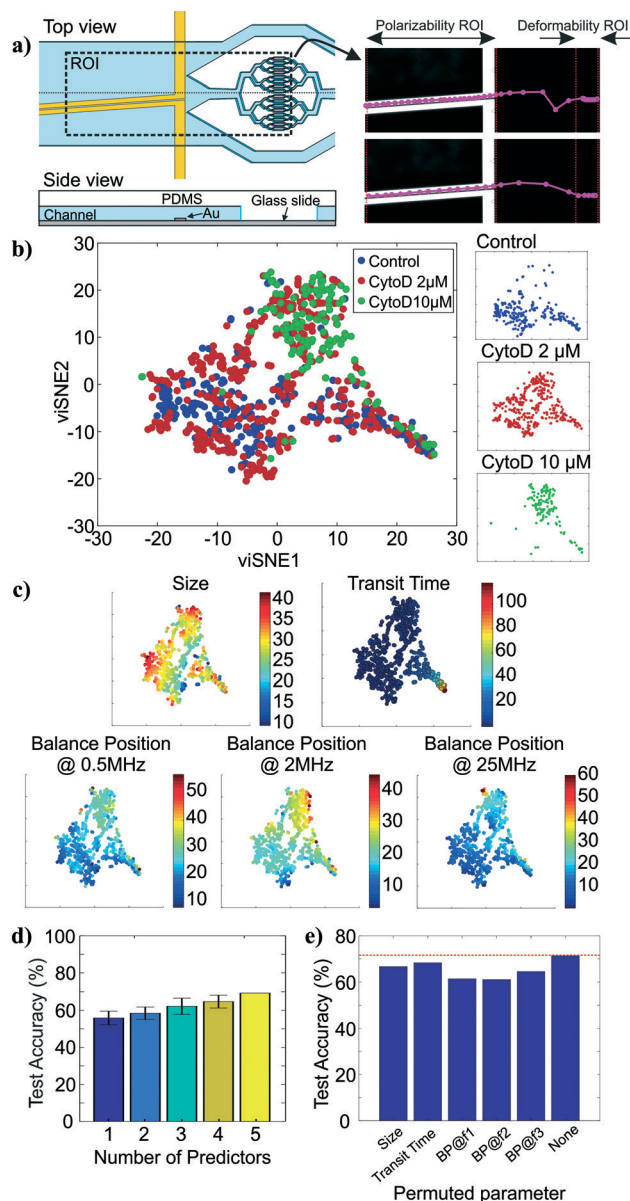 Top view
Polarizability ROI
Deformability ROI
a)
ROI
Side view
PDMS
Glass slide
Channel
Au
b)
30
20
10
0
-10
-20
-30
viSNE2
Control
CytoD 2μM
CytoD10μM
-30
-20
-10
0
10
20
30
viSNE1
Control
CytoD 2 μM
CytoD 10 μM
c)
Size
40
35
30
25
20
15
10
Transit Time
100
80
60
40
20
Balance Position
@ 0.5MHz
50
40
30
20
10
Balance Position
@ 2MHz
40
30
20
10
Balance Position
@ 25MHz
60
50
40
30
20
10
d)
100
80
60
40
20
0
Test Accuracy (%)
1
2
3
4
5
Number of Predictors
e)
80
60
40
20
0
Test Accuracy (%)
Size
Transit Time
BP@f1
BP@f2
BP@f3
None
Permuted parameter